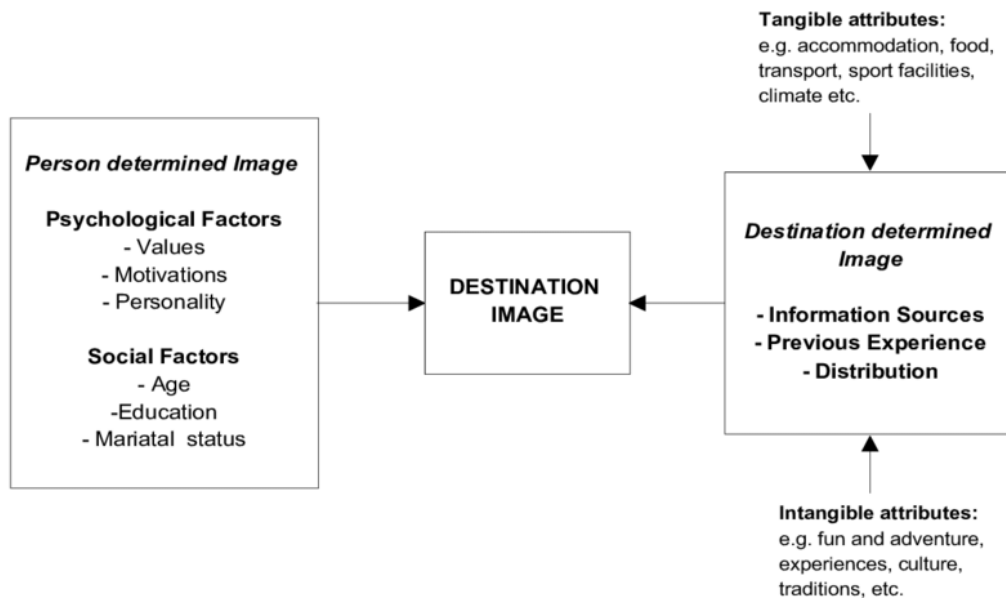 Person determined Image
Psychological Factors
- Values
- Motivations
- Personality
Social Factors
- Age
-Education
- Mariatal status
DESTINATION
IMAGE
Tangible attributes:
e.g. accommodation, food,
transport, sport facilities,
climate etc.
Destination determined
Image
- Information Sources
- Previous Experience
- Distribution
Intangible attributes:
e.g. fun and adventure,
experiences, culture,
traditions, etc.